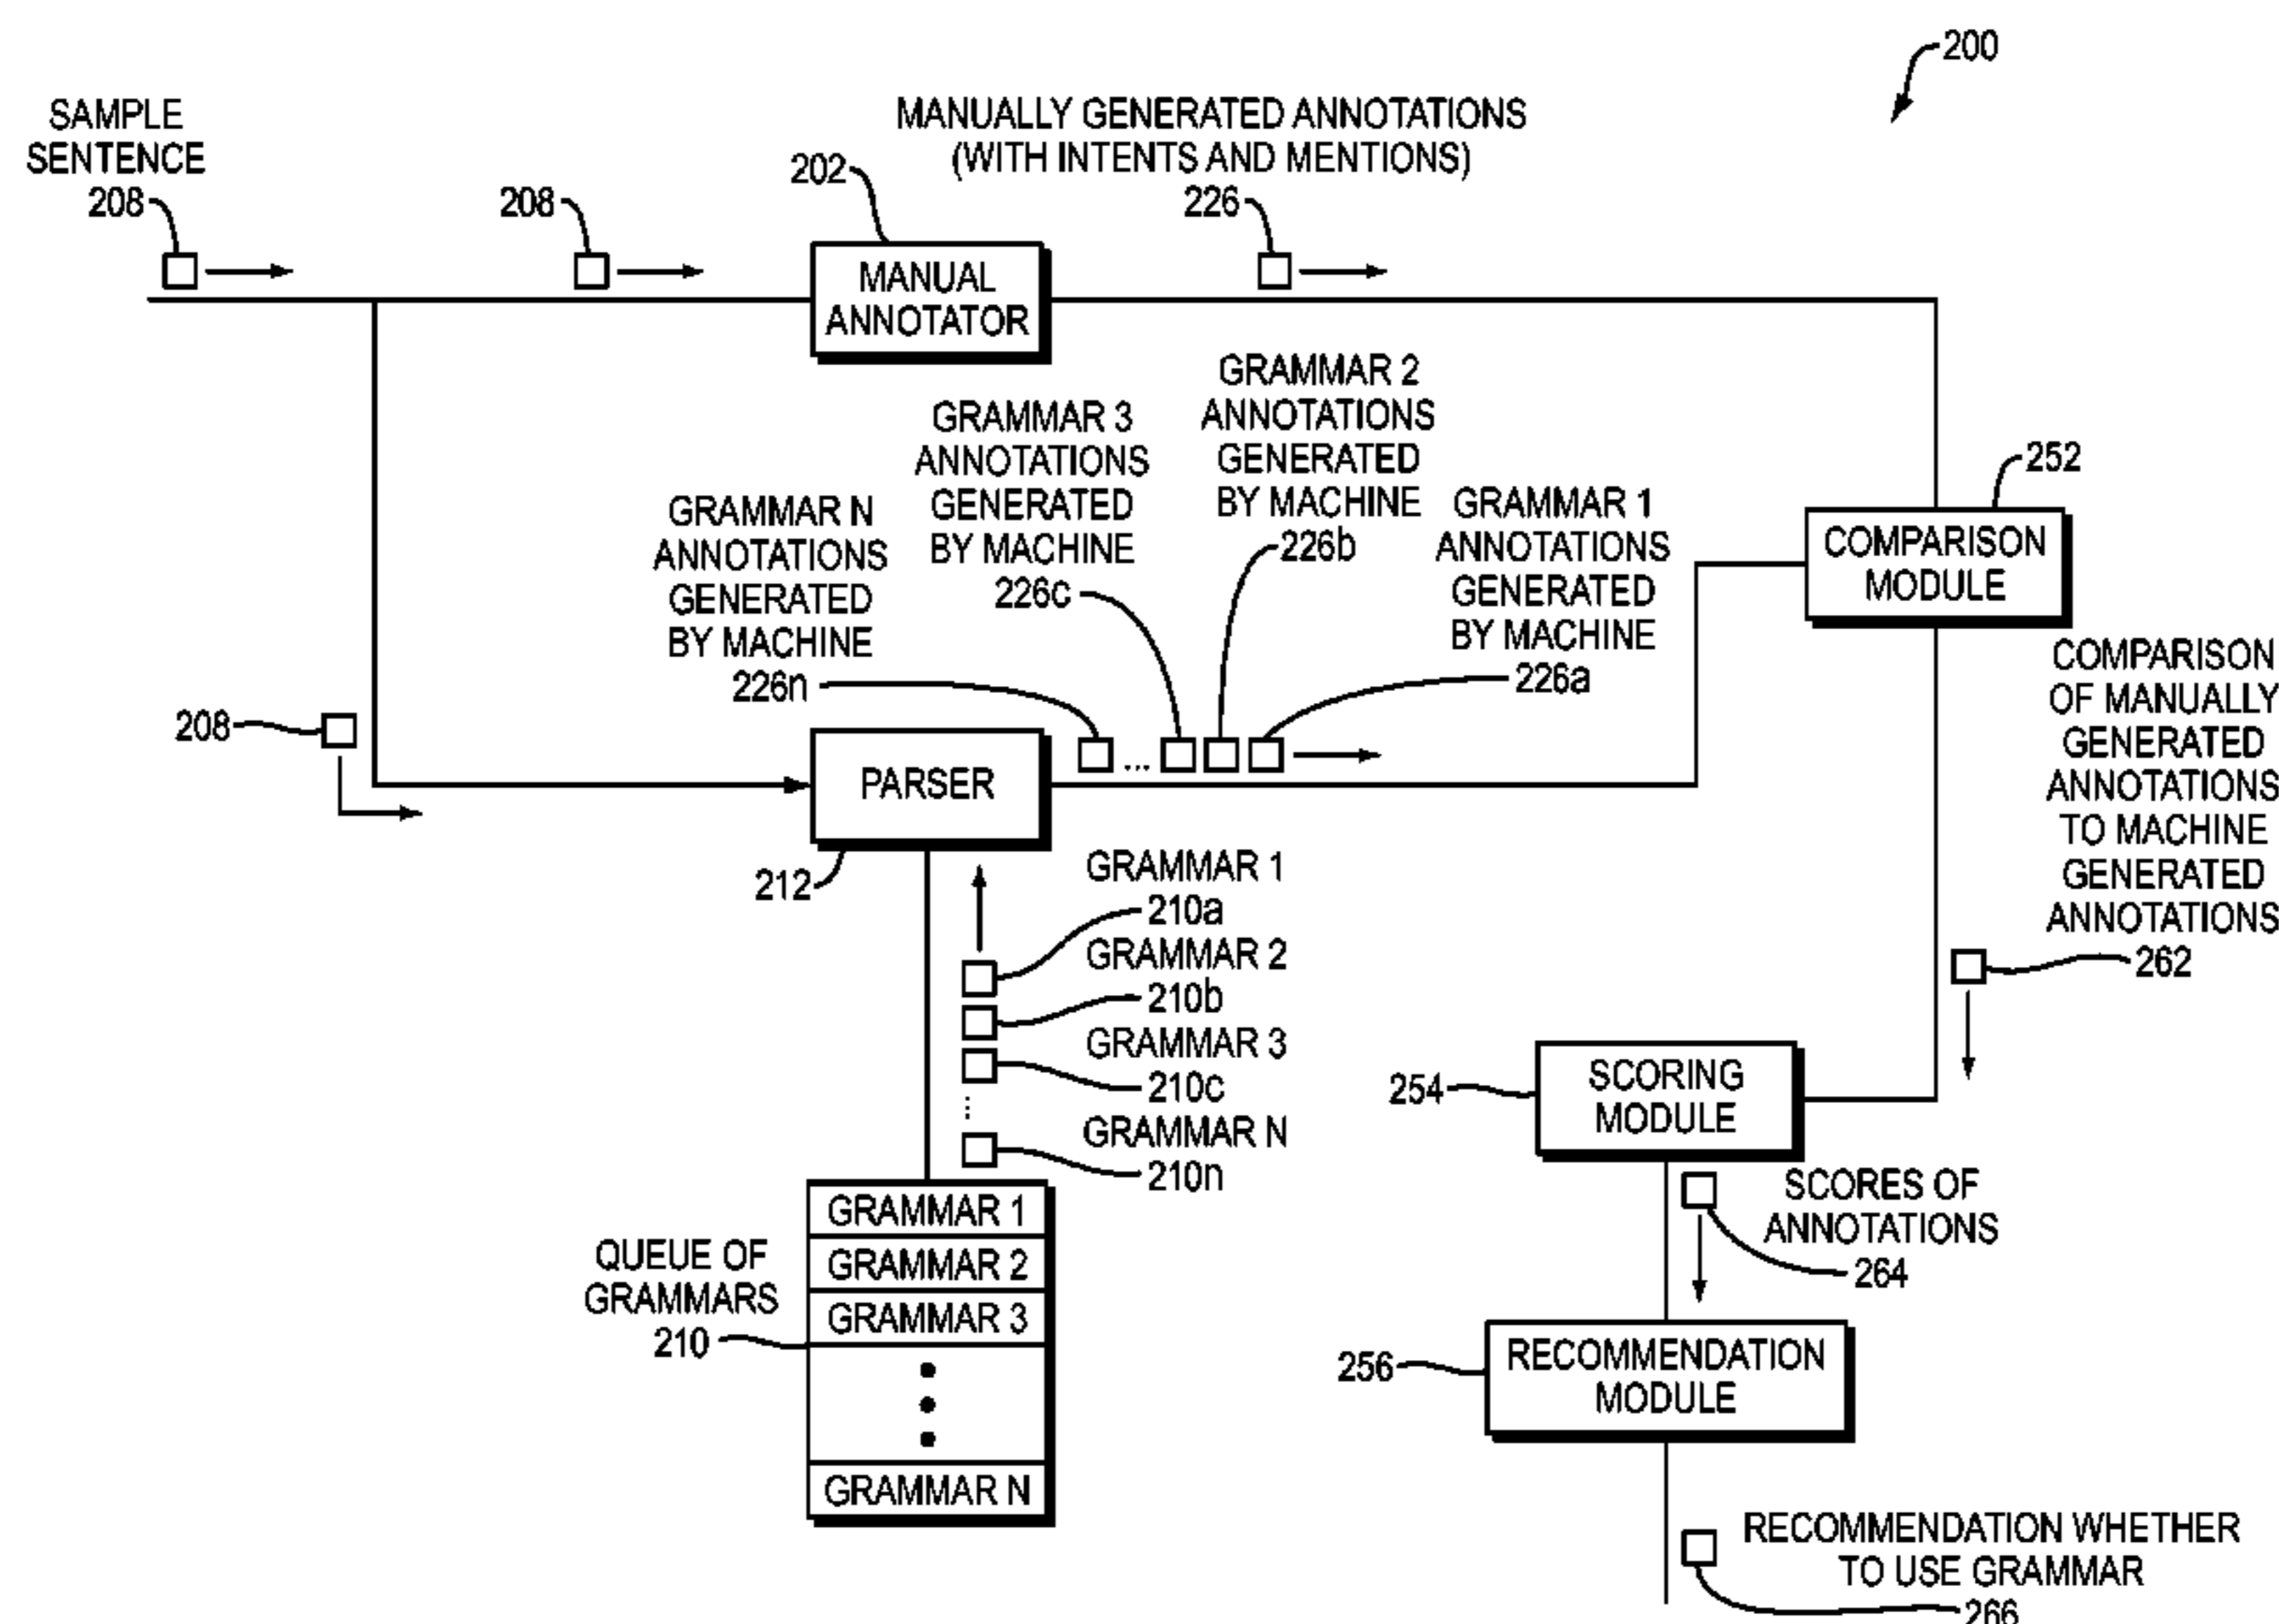 200
SAMPLE
SENTENCE
208
208
202
MANUALLY GENERATED ANNOTATIONS
(WITH INTENTS AND MENTIONS)
226
MANUAL
ANNOTATOR
GRAMMAR N
ANNOTATIONS
GENERATED
BY MACHINE
226n
GRAMMAR 3
ANNOTATIONS
GENERATED
BY MACHINE
226c
GRAMMAR 2
ANNOTATIONS
GENERATED
BY MACHINE
226b
GRAMMAR 1
ANNOTATIONS
GENERATED
BY MACHINE
226a
252
COMPARISON
MODULE
208
PARSER
...
212
COMPARISON
OF MANUALLY
GENERATED
ANNOTATIONS
TO MACHINE
GENERATED
ANNOTATIONS
262
GRAMMAR 1
210a
GRAMMAR 2
210b
GRAMMAR 3
210c
GRAMMAR N
210n
254
SCORING
MODULE
SCORES OF
ANNOTATIONS
264
QUEUE OF
GRAMMARS
210
GRAMMAR 1
GRAMMAR 2
GRAMMAR 3
GRAMMAR N
256
RECOMMENDATION
MODULE
RECOMMENDATION WHETHER
TO USE GRAMMAR
266